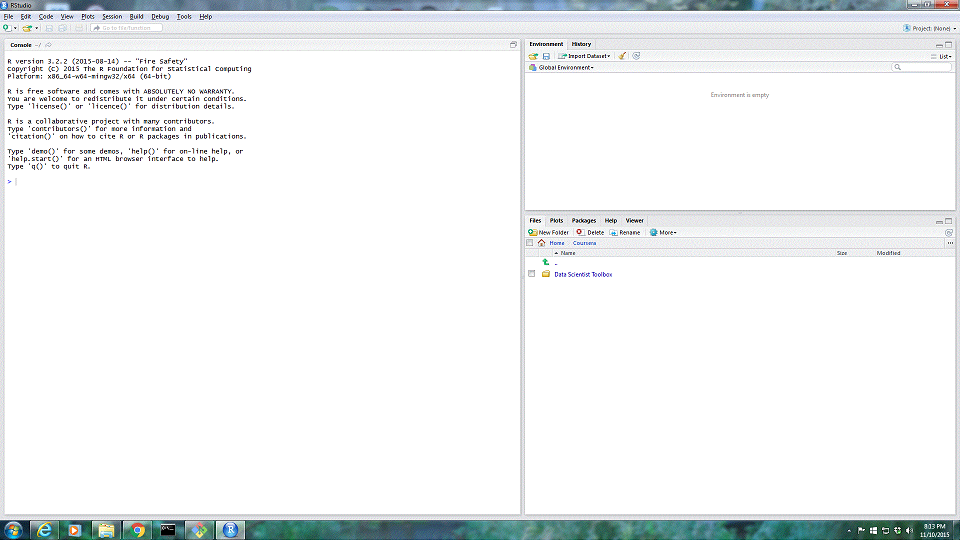 RStudio
File Edit Code View Plots Session Build Debug Tools Help
Go to file/function
Project: (None)
Console ~/
R version 3.2.2 (2015-08-14) -- "Fire Safety"
Copyright (C) 2015 The R Foundation for Statistical Computing
Platform: x86_64-w64-mingw32/x64 (64-bit)
R is free software and comes with ABSOLUTELY NO WARRANTY.
You are welcome to redistribute it under certain conditions.
Type 'license()' or 'licence()' for distribution details.
R is a collaborative project with many contributors.
Type 'contributors()' for more information and
'citation()' on how to cite R or R packages in publications.
Type 'demo()' for some demos, 'help()' for on-line help, or
'help.start()' for an HTML browser interface to help.
Type 'q()' to quit R.
>
Environment History
Import Dataset
List
Global Environment
Environment is empty
Files Plots Packages Help Viewer
New Folder Delete Rename More
Home Coursera
Name Size Modified
..
Data Scientist Toolbox
8:13 PM
11/10/2015